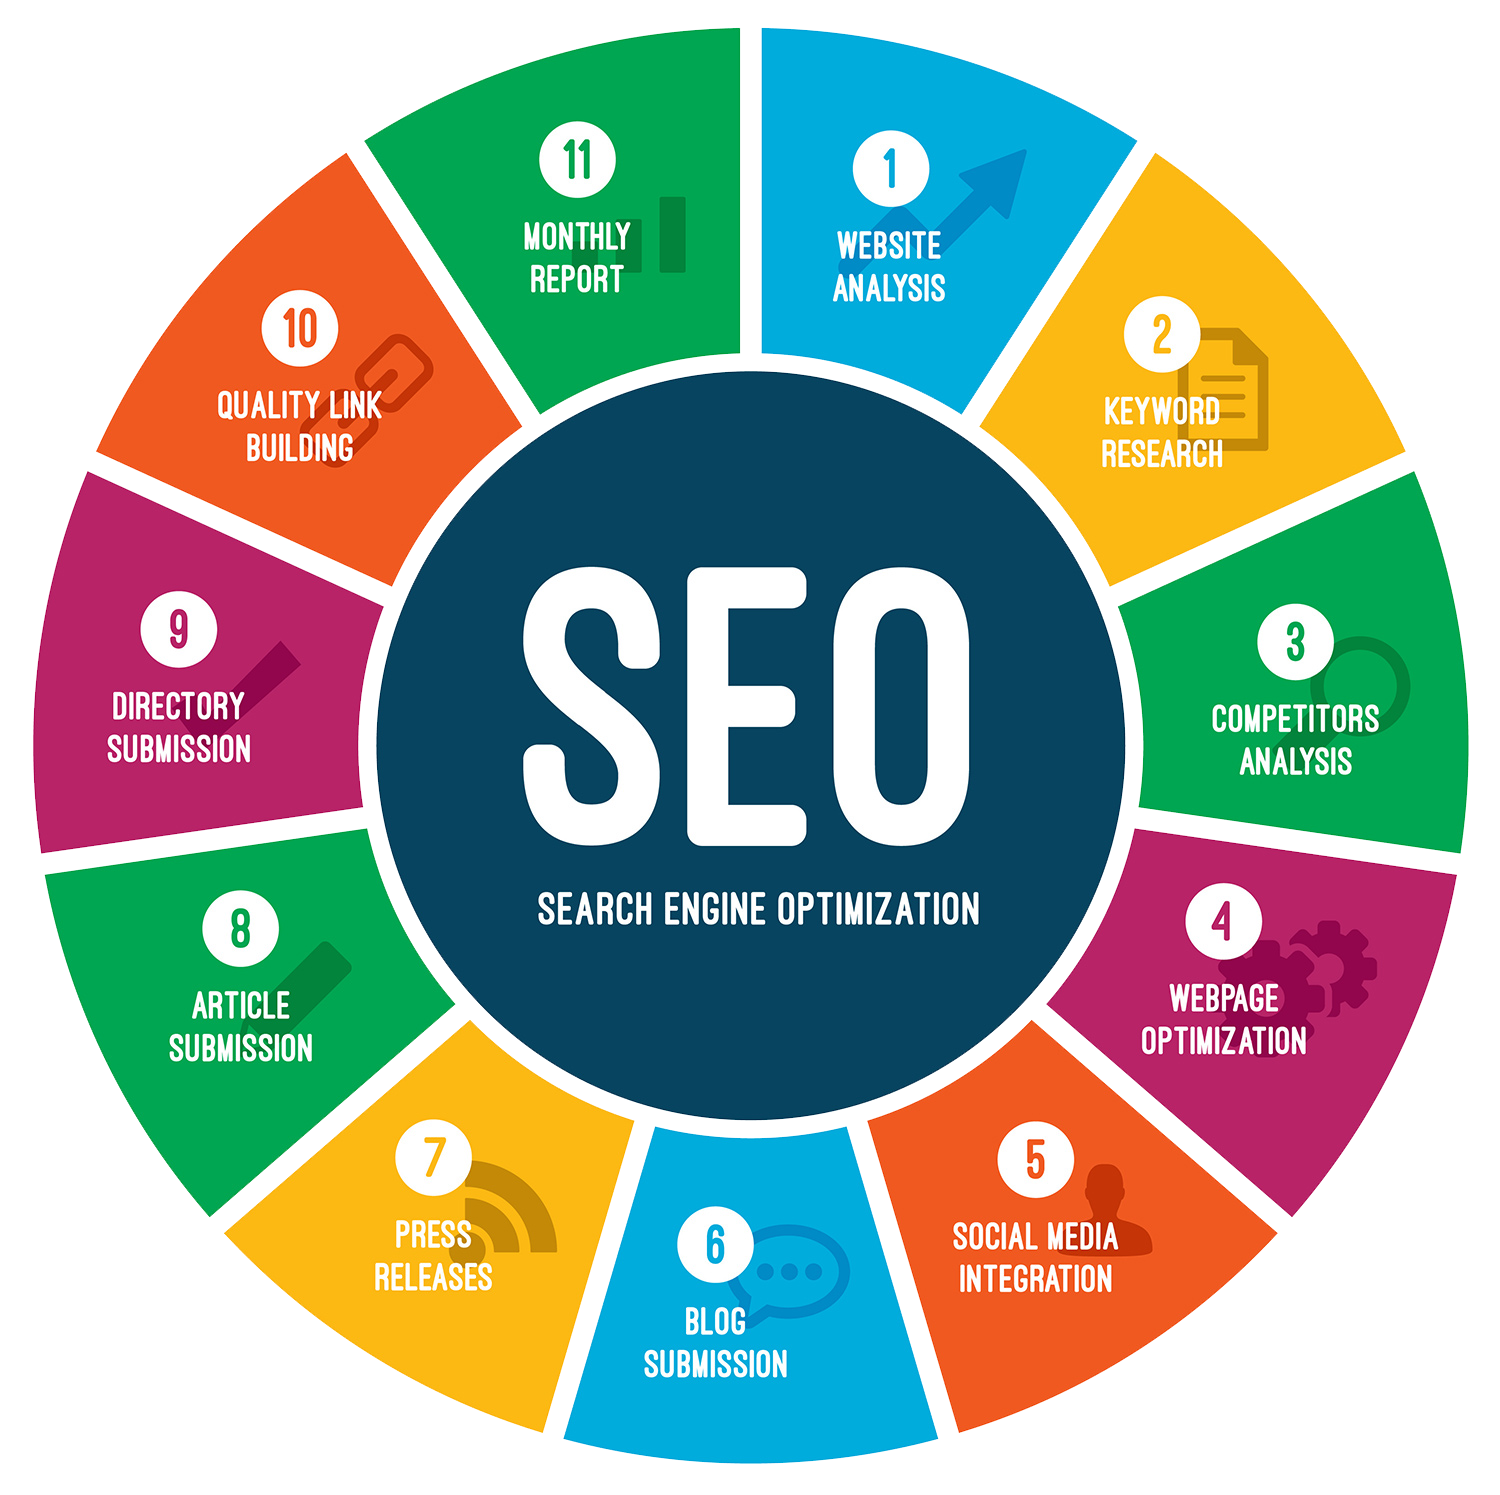 SEO
SEARCH ENGINE OPTIMIZATION
1
WEBSITE
ANALYSIS
2
KEYWORD
RESEARCH
3
COMPETITORS
ANALYSIS
4
WEBPAGE
OPTIMIZATION
5
SOCIAL MEDIA
INTEGRATION
6
BLOG
SUBMISSION
7
PRESS
RELEASES
8
ARTICLE
SUBMISSION
9
DIRECTORY
SUBMISSION
10
QUALITY LINK
BUILDING
11
MONTHLY
REPORT